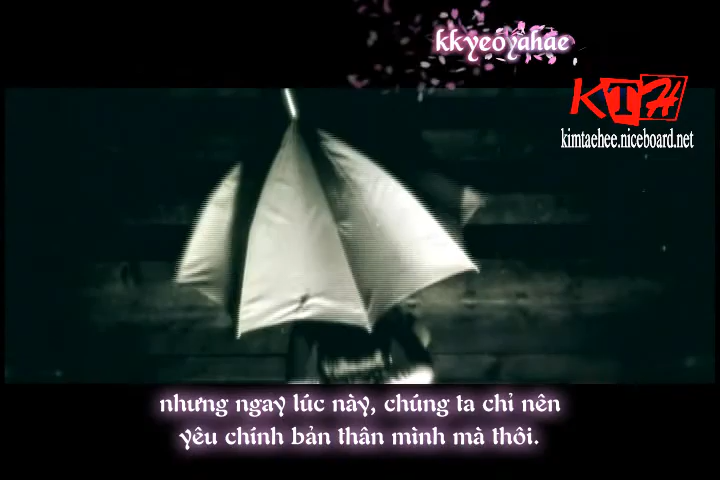 kkyeoyahae
KTH
kimtaehee.niceboard.net
nhưng ngay lúc này, chúng ta chỉ nên
yêu chính bản thân mình mà thôi.